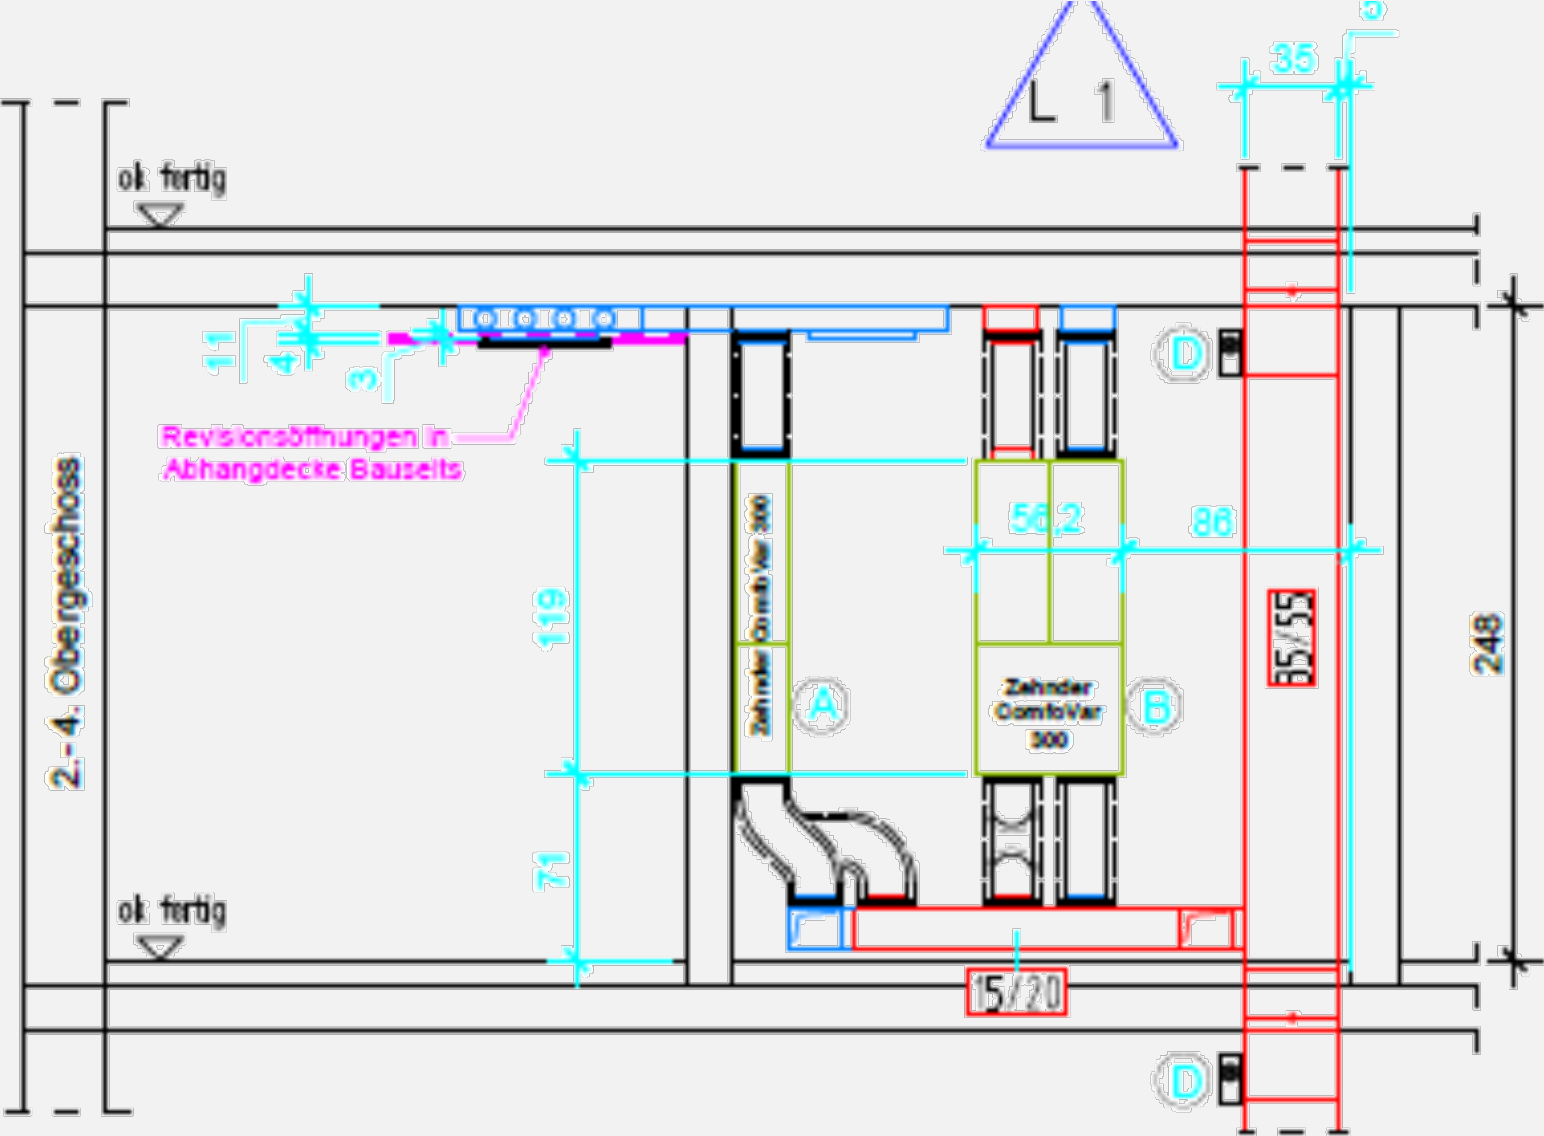 5
35
L 1
ok fertig
11
4
3
D
Revisionsöffnungen in
Abhangdecke Bauseits
56,2
86
119
Zehnder ComfoVar 300
2.- 4. Obergeschoss
35/55
248
A
Zehnder
ComfoVar
300
B
71
ok fertig
15/20
D